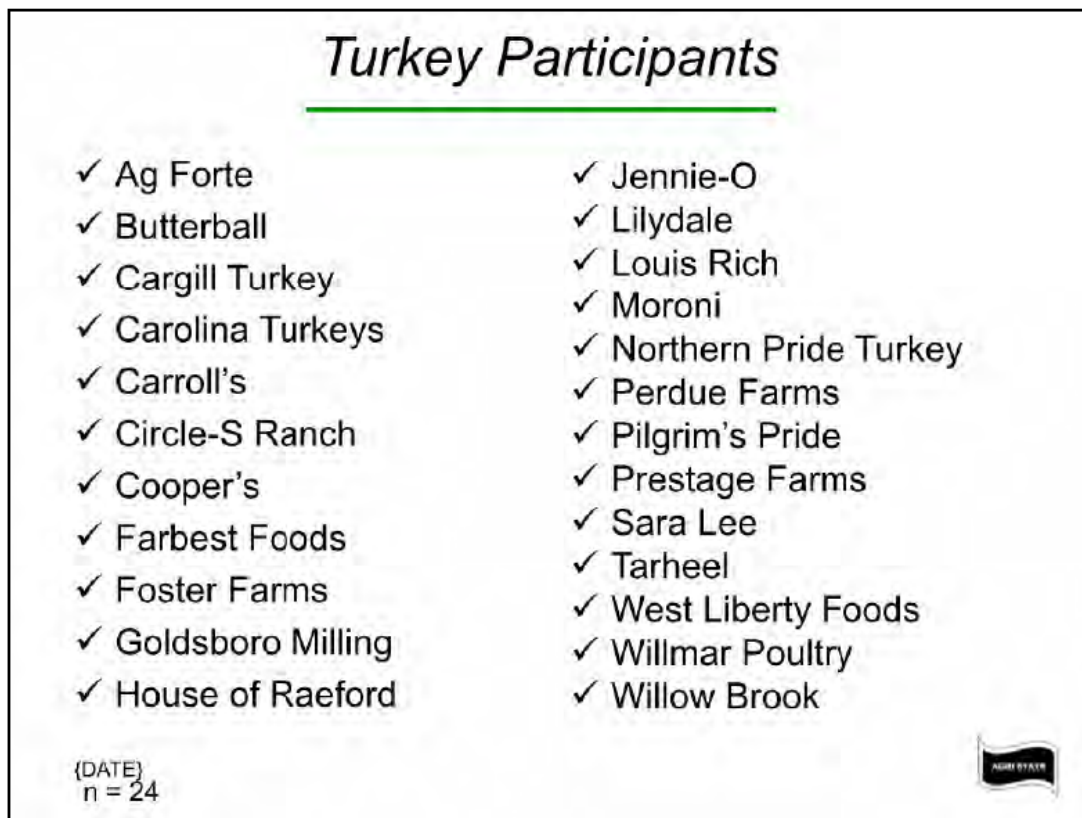 Turkey Participants
✓ Ag Forte
✓ Butterball
✓ Cargill Turkey
✓ Carolina Turkeys
✓ Carroll’s
✓ Circle-S Ranch
✓ Cooper’s
✓ Farbest Foods
✓ Foster Farms
✓ Goldsboro Milling
✓ House of Raeford
✓ Jennie-O
✓ Lilydale
✓ Louis Rich
✓ Moroni
✓ Northern Pride Turkey
✓ Perdue Farms
✓ Pilgrim’s Pride
✓ Prestage Farms
✓ Sara Lee
✓ Tarheel
✓ West Liberty Foods
✓ Willmar Poultry
✓ Willow Brook
{DATE}
n = 24
AGRI STATS